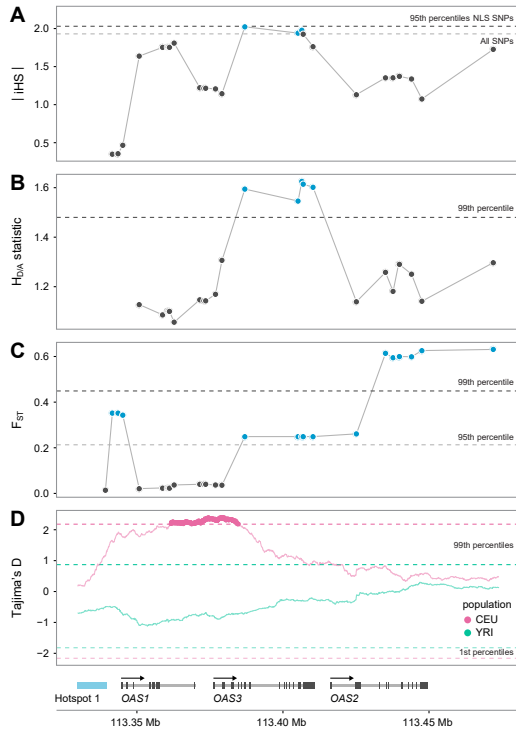 A
95th percentiles NLS SNPs
All SNPs
2.0
1.5
1.0
0.5
| iHS |
B
99th percentile
1.6
1.4
1.2
H_D/A statistic
C
99th percentile
95th percentile
0.6
0.4
0.2
0.0
F_ST
D
99th percentiles
1st percentiles
2
1
0
−1
−2
Tajima's D
population
CEU
YRI
Hotspot 1 OAS1 OAS3 OAS2
113.35 Mb 113.40 Mb 113.45 Mb